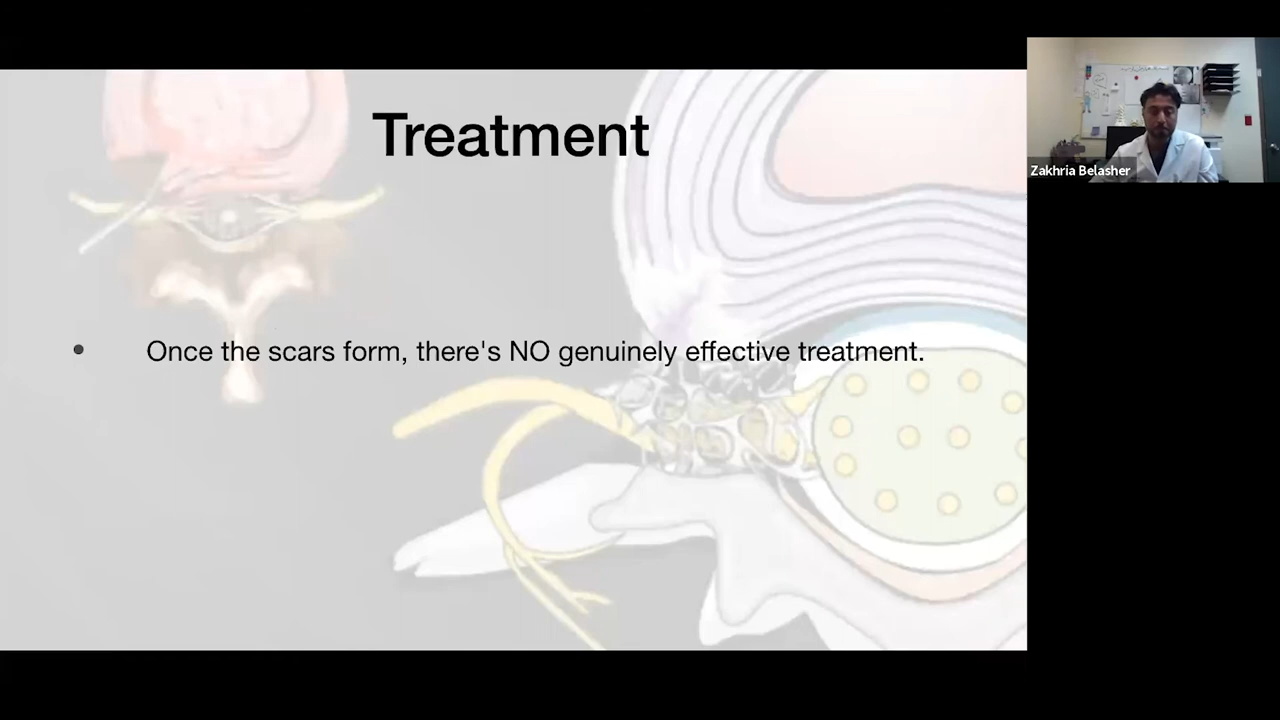 Treatment
Zakhria Belasher
• Once the scars form, there's NO genuinely effective treatment.